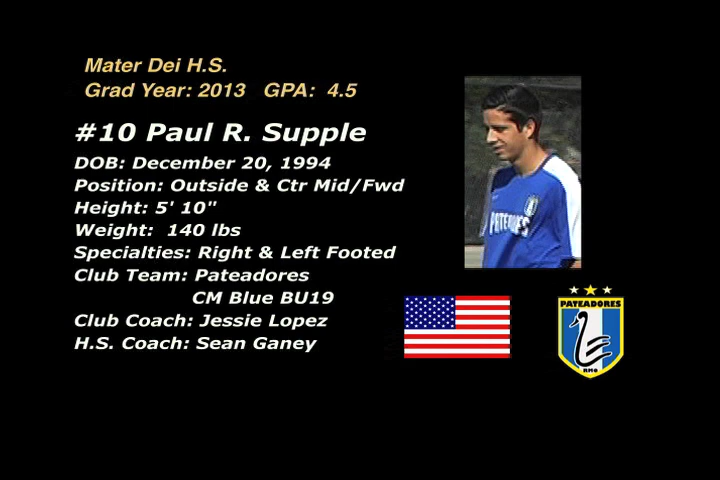 Mater Dei H.S.
Grad Year: 2013   GPA:  4.5
#10 Paul R. Supple
DOB: December 20, 1994
Position: Outside & Ctr Mid/Fwd
Height: 5' 10"
Weight:  140 lbs
Specialties: Right & Left Footed
Club Team: Pateadores
CM Blue BU19
Club Coach: Jessie Lopez
H.S. Coach: Sean Ganey
PATEADORES
PATEADORES